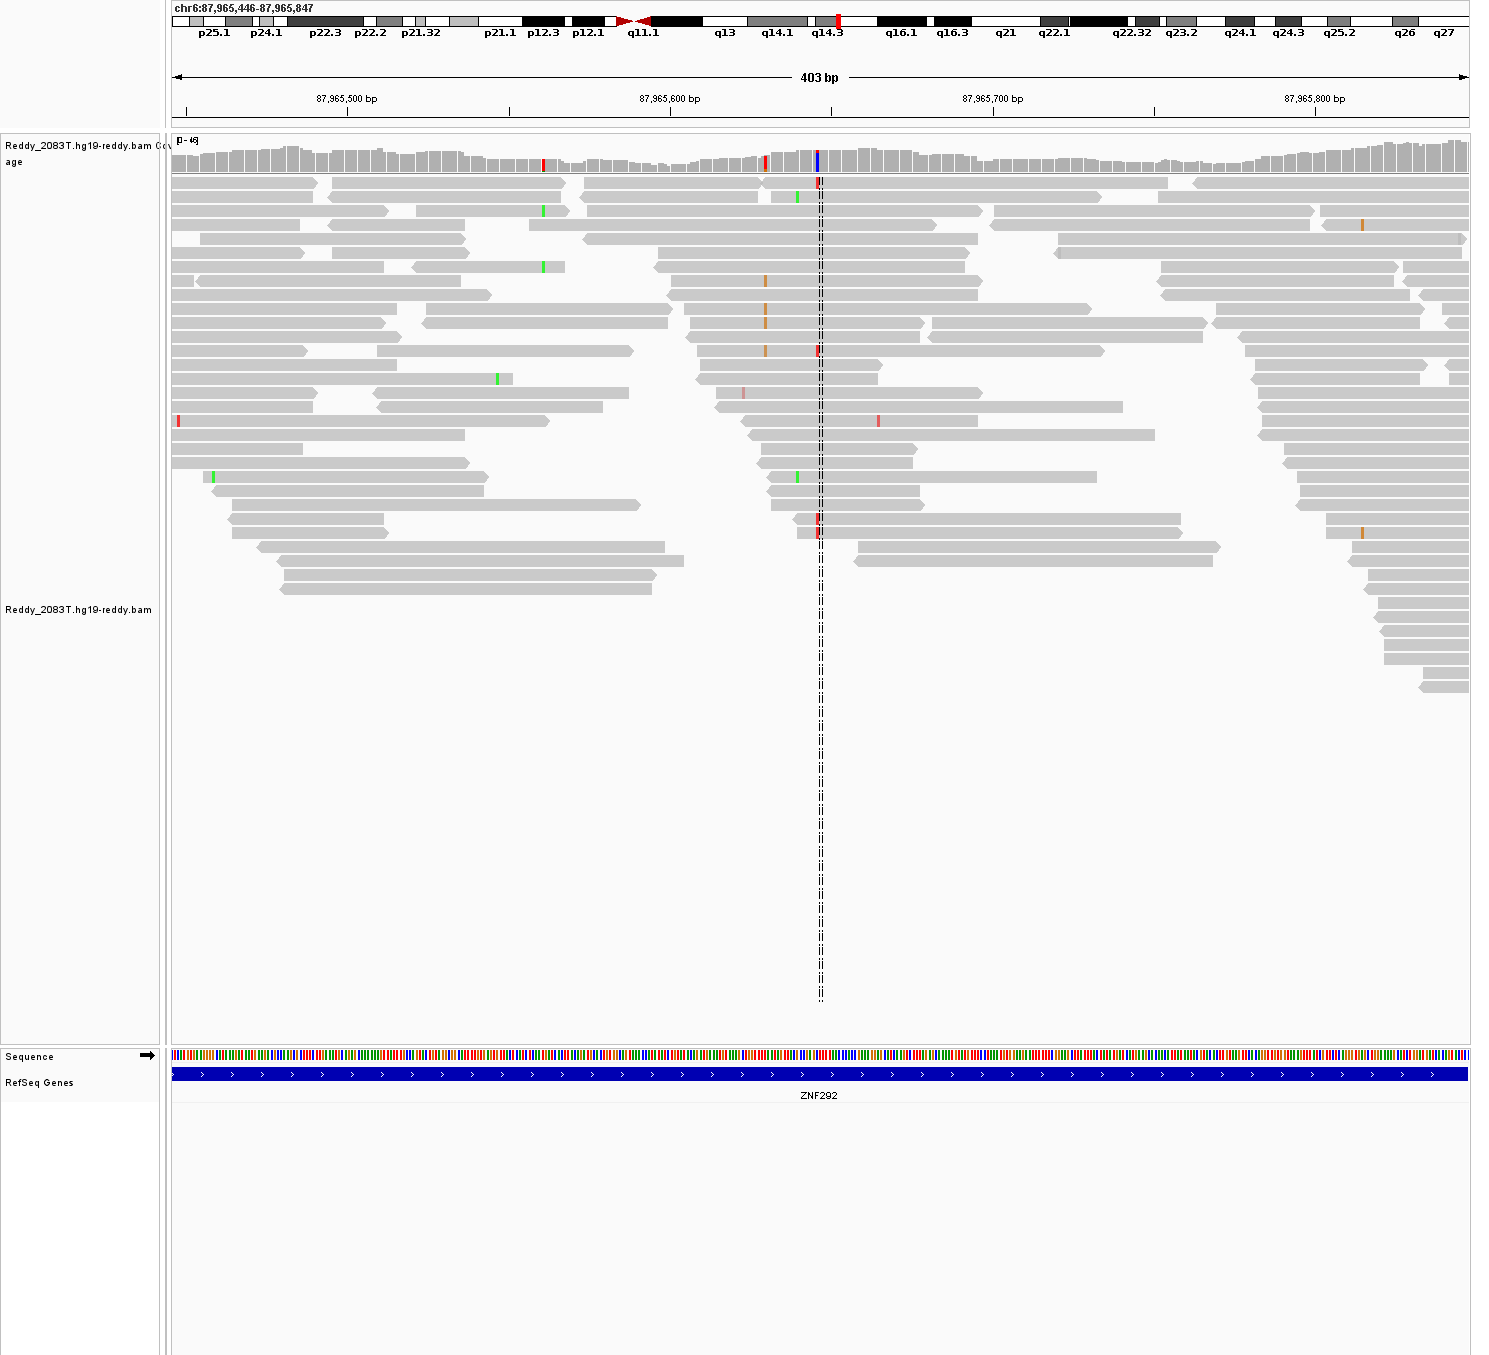 chr6:87,965,446-87,965,847
p25.1 p24.1 p22.3 p22.2 p21.32 p21.1 p12.3 p12.1 q11.1 q13 q14.1 q14.3 q16.1 q16.3 q21 q22.1 q22.32 q23.2 q24.1 q24.3 q25.2 q26 q27
403 bp
87,965,500 bp 87,965,600 bp 87,965,700 bp 87,965,800 bp
[0 - 46]
Reddy_2083T.hg19-reddy.bam Cov
age
Reddy_2083T.hg19-reddy.bam
Sequence
RefSeq Genes
ZNF292